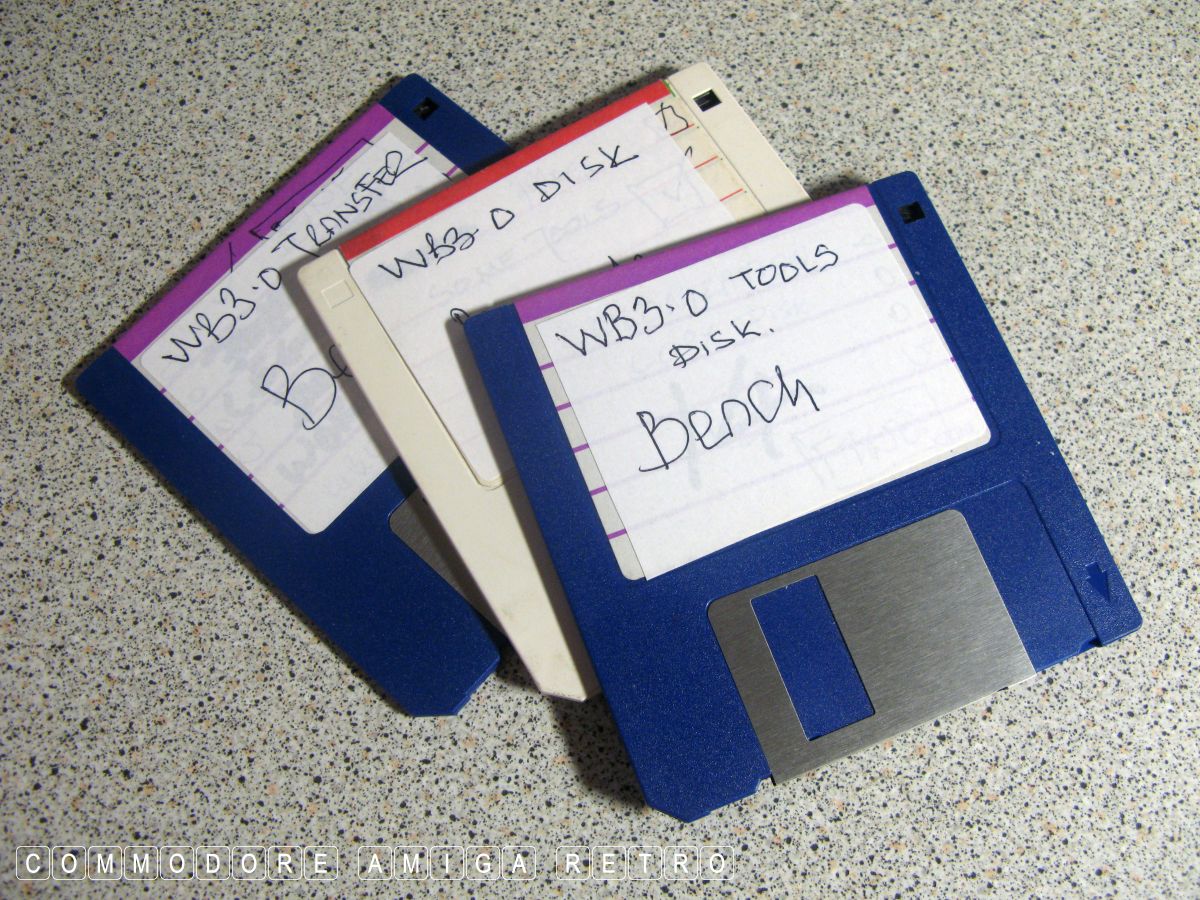 WB3.0 TRANSFER
WB3.0 DISK
WB3.0 TOOLS
DISK.
Bench
COMMODORE AMIGA RETRO